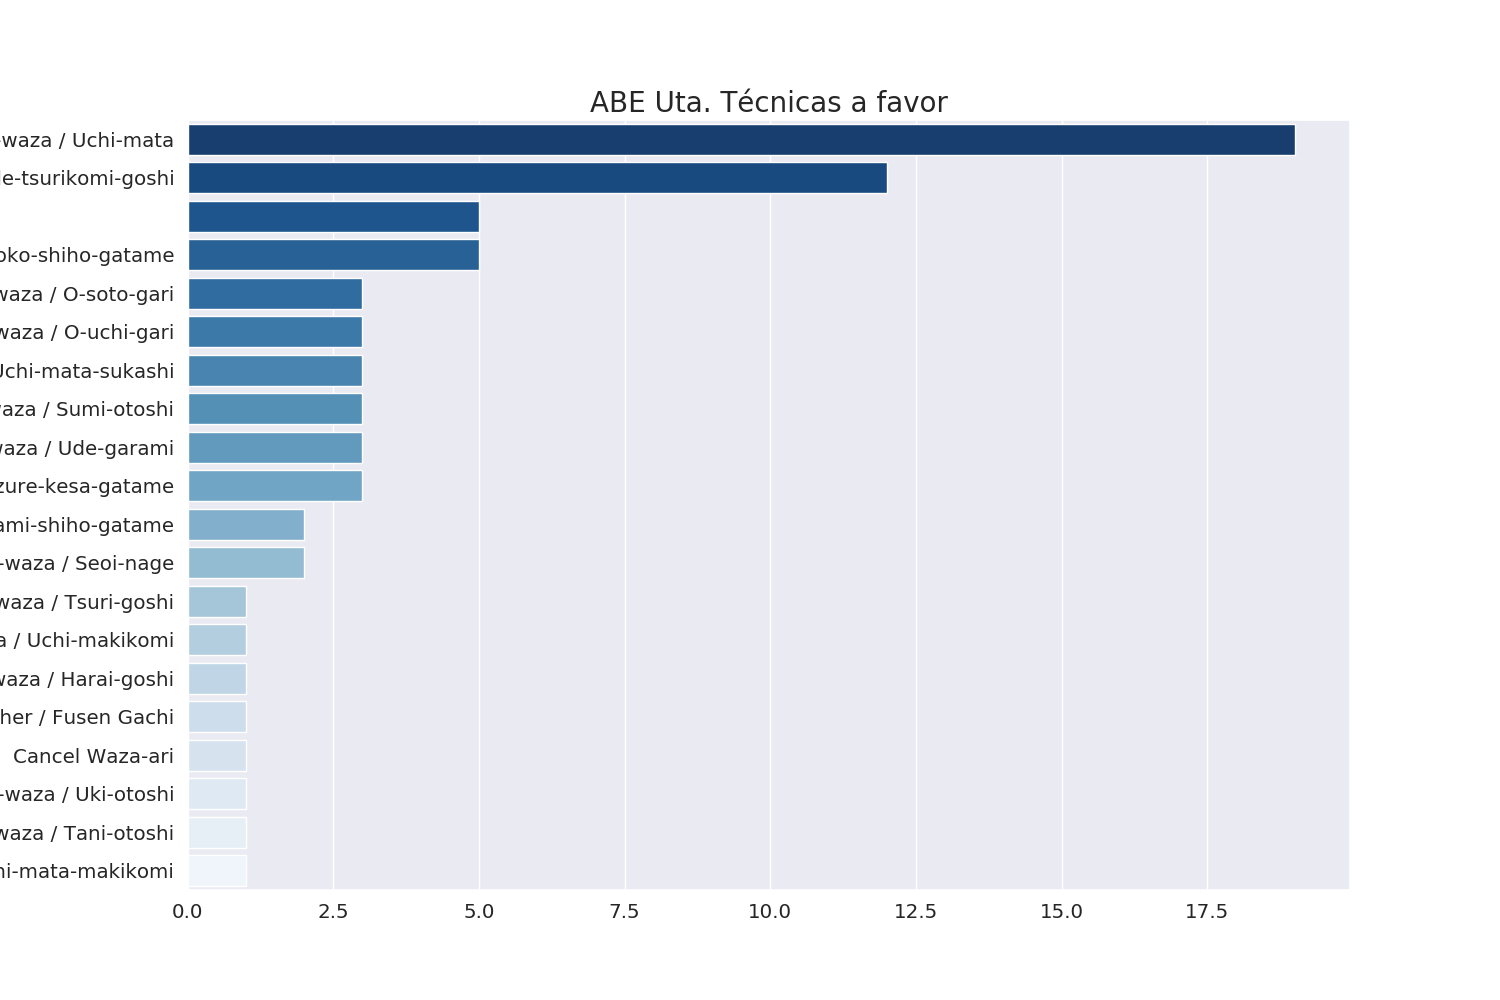 ABE Uta. Técnicas a favor
waza / Uchi-mata
e-tsurikomi-goshi
oko-shiho-gatame
waza / O-soto-gari
waza / O-uchi-gari
Uchi-mata-sukashi
aza / Sumi-otoshi
waza / Ude-garami
zure-kesa-gatame
ami-shiho-gatame
-waza / Seoi-nage
waza / Tsuri-goshi
a / Uchi-makikomi
waza / Harai-goshi
her / Fusen Gachi
Cancel Waza-ari
-waza / Uki-otoshi
waza / Tani-otoshi
hi-mata-makikomi
0.0 2.5 5.0 7.5 10.0 12.5 15.0 17.5